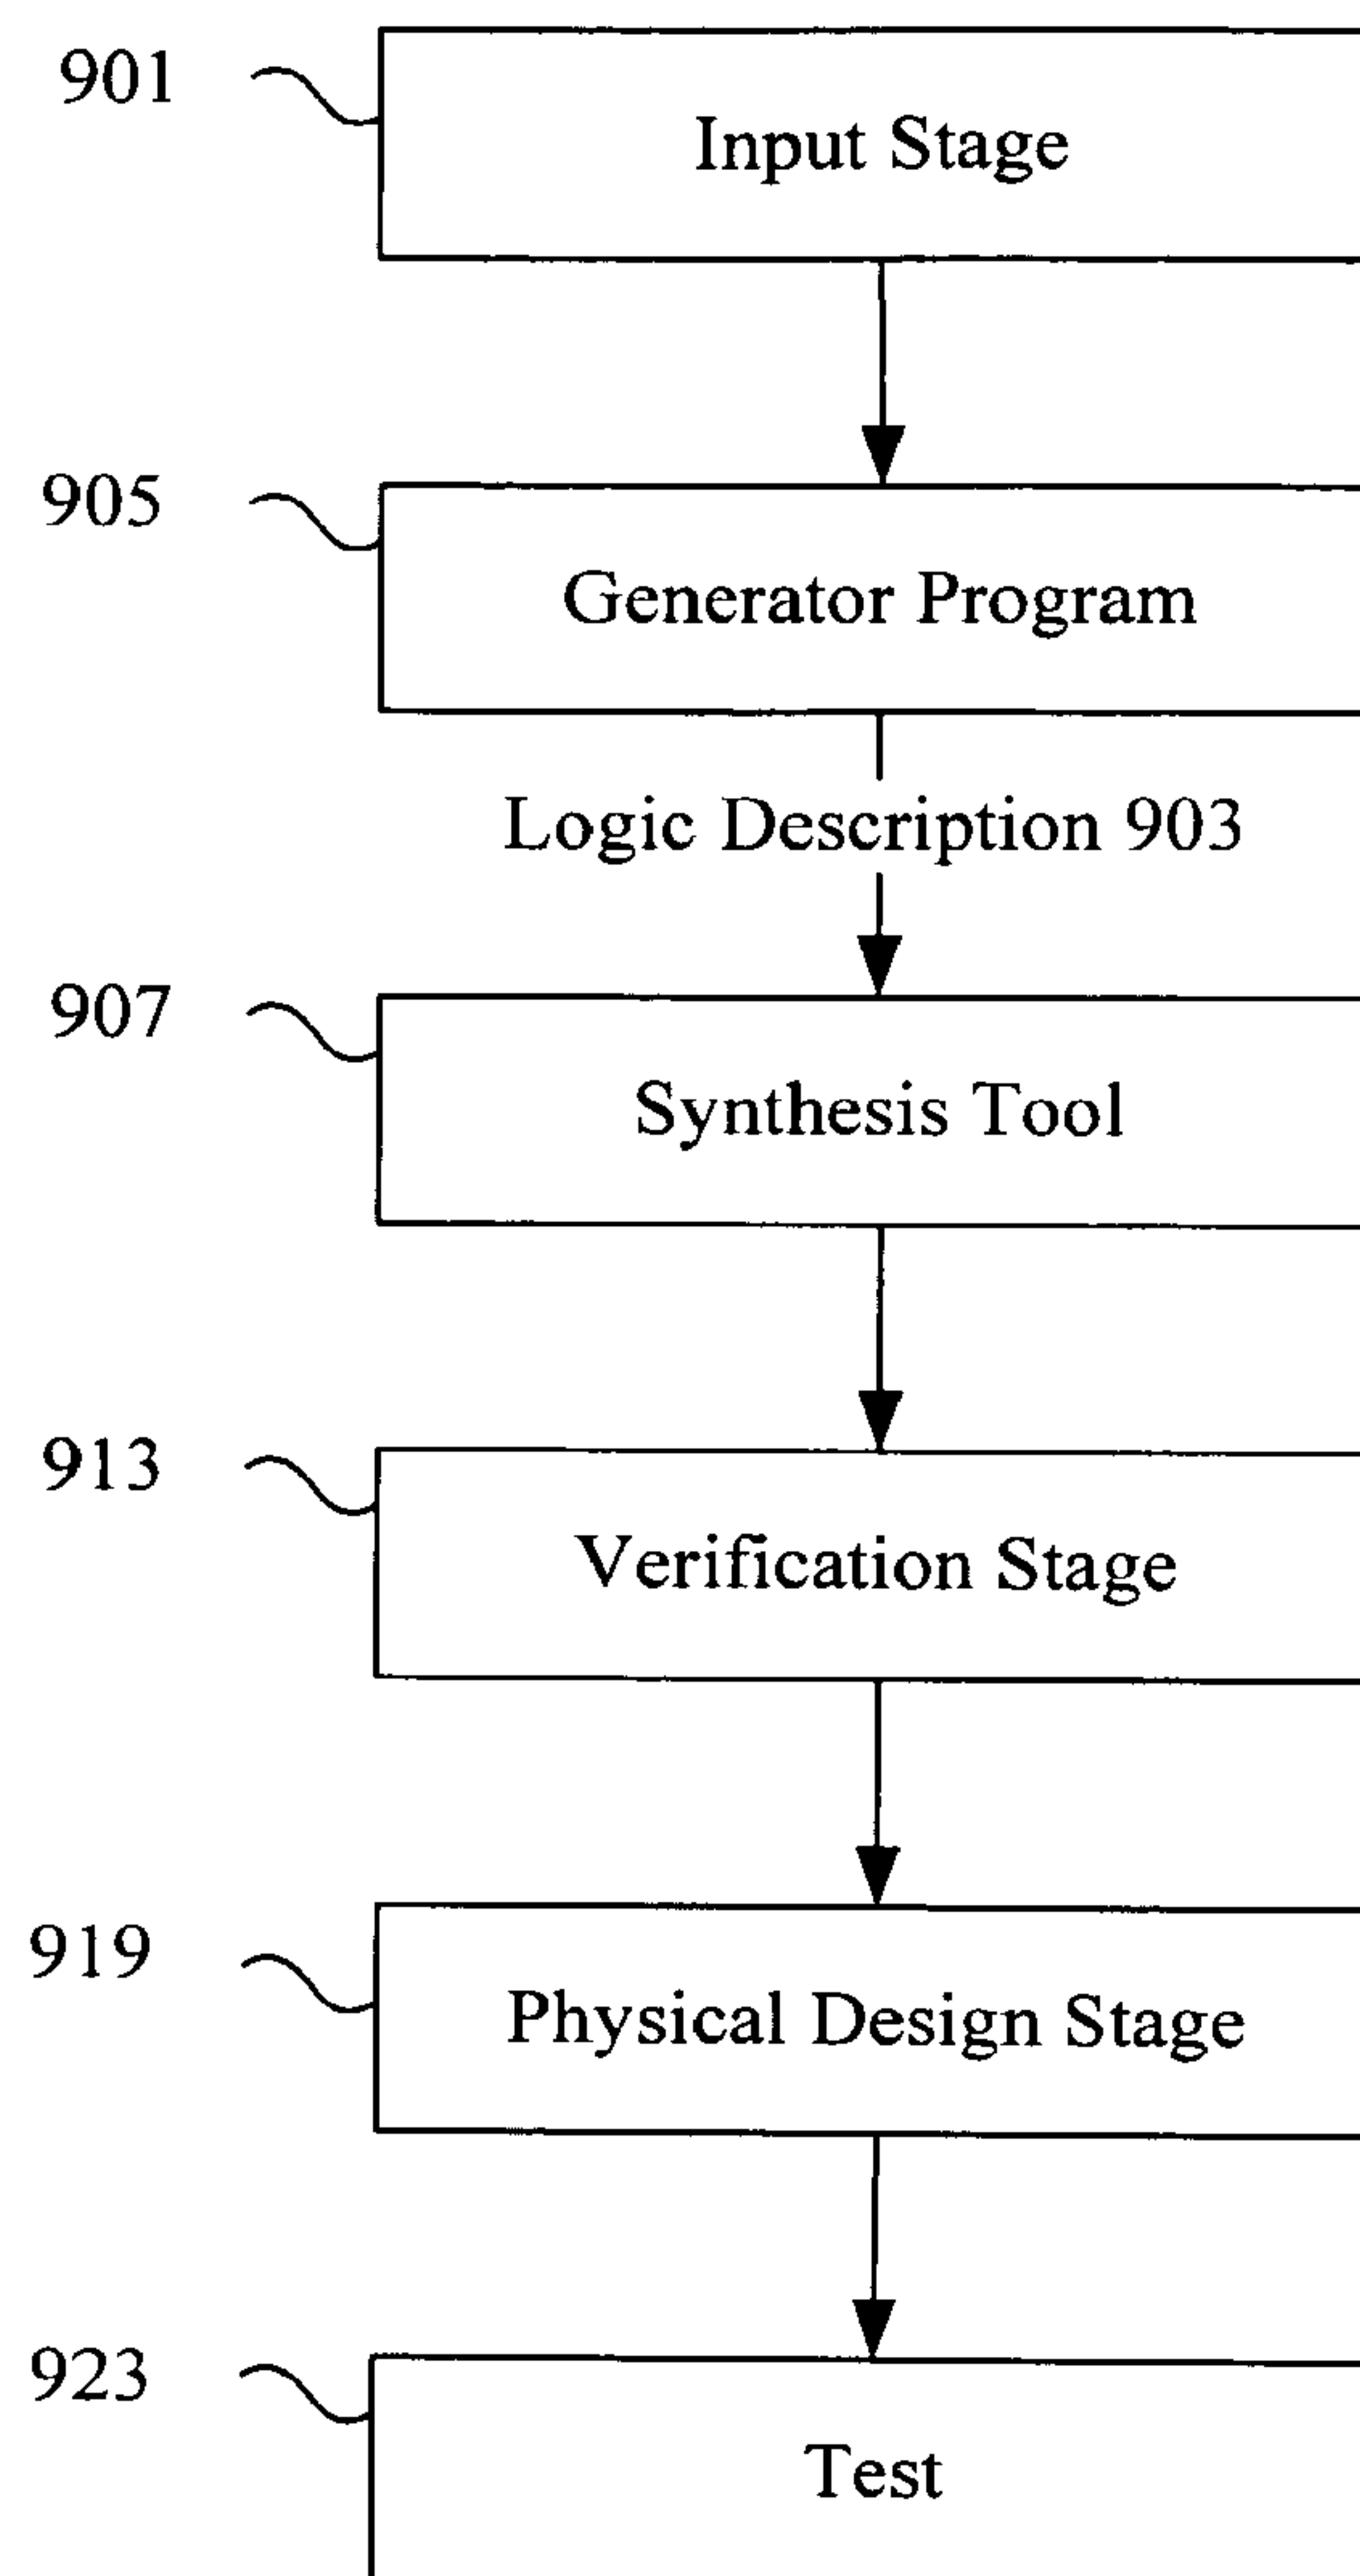 901
Input Stage
905
Generator Program
Logic Description 903
907
Synthesis Tool
913
Verification Stage
919
Physical Design Stage
923
Test